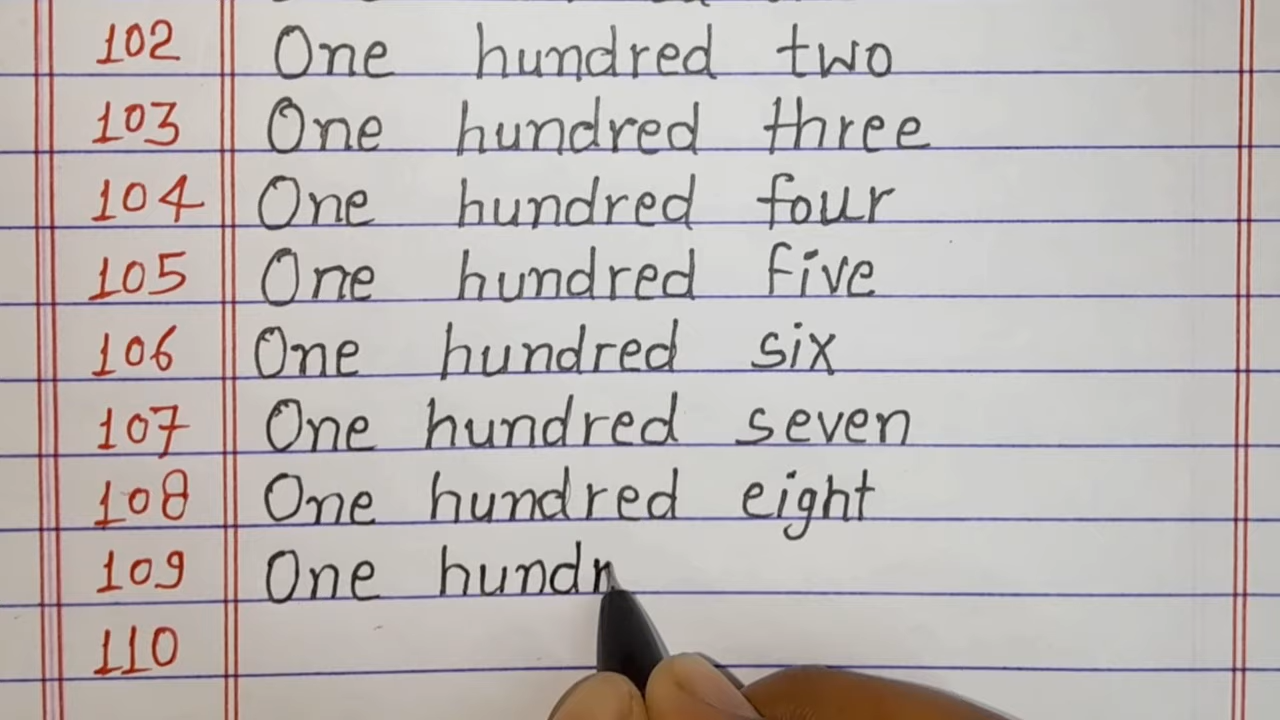 102 One hundred two
103 One hundred three
104 One hundred four
105 One hundred five
106 One hundred six
107 One hundred seven
108 One hundred eight
109 One hundr
110